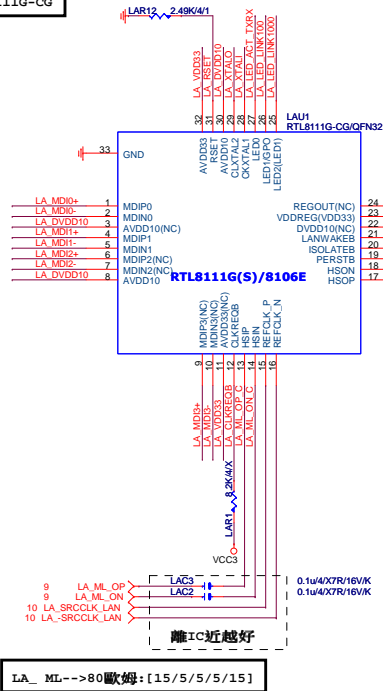 111G-CG
LAR12 2.49K/4/1
LA_VDD33
LA_RSET
LA_DVDD10
LA_XTALO
LA_XTALI
LA_LED_ACT_TXRX
LA_LED_LINK100
LA_LED_LINK1000
32
31
30
29
28
27
26
25
LAU1
RTL8111G-CG/QFN32
33 GND
AVDD33
RSET
AVDD10
CKXTAL2
CKXTAL1
LED0
LED1/GPO
LED2(LED1)
LA_MDI0+ 1 MDIP0
LA_MDI0- 2 MDIN0
LA_DVDD10 3 AVDD10(NC)
LA_MDI1+ 4 MDIP1
LA_MDI1- 5 MDIN1
LA_MDI2+ 6 MDIP2(NC)
LA_MDI2- 7 MDIN2(NC)
LA_DVDD10 8 AVDD10
REGOUT(NC) 24
VDDREG(VDD33) 23
DVDD10(NC) 22
LANWAKEB 21
ISOLATEB 20
PERSTB 19
HSON 18
HSOP 17
RTL8111G(S)/8106E
MDIP3(NC)
MDIN3(NC)
AVDD33(NC)
CLKREQB
HSIP
HSIN
REFCLK_P
REFCLK_N
9
10
11
12
13
14
15
16
LA_MDI3+
LA_MDI3-
LA_VDD33
LA_CLKREQB
LA_ML_OP_C
LA_ML_ON_C
LAR1 8.2K/4/X
VCC3
9 LA_ML_OP LAC3 0.1u/4/X7R/16V/K
9 LA_ML_ON LAC2 0.1u/4/X7R/16V/K
10 LA_SRCCLK_LAN
10 LA_-SRCCLK_LAN
離IC近越好
LA_ ML-->80歐姆:[15/5/5/5/15]